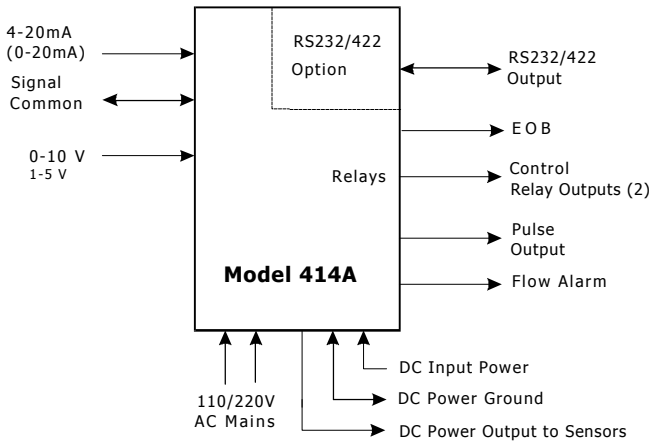 4-20mA
(0-20mA)
Signal
Common
0-10 V
1-5 V
RS232/422
Option
Relays
Model 414A
RS232/422
Output
EOB
Control
Relay Outputs (2)
Pulse
Output
Flow Alarm
110/220V
AC Mains
DC Input Power
DC Power Ground
DC Power Output to Sensors